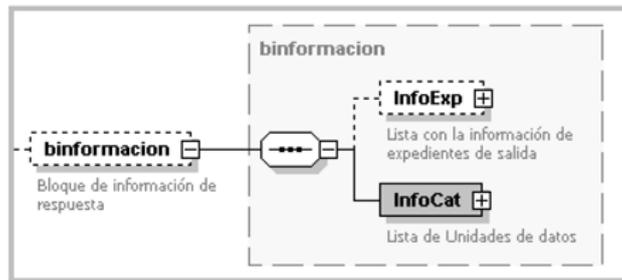 binformacion
InfoExp
Lista con la información de
expedientes de salida
binformacion
Bloque de información de
respuesta
InfoCat
Lista de Unidades de datos